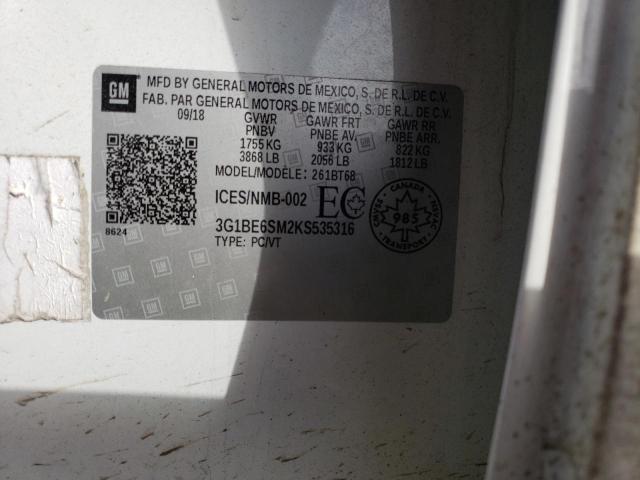 GM
MFD BY GENERAL MOTORS DE MEXICO, S. DE R.L. DE C.V.
FAB. PAR GENERAL MOTORS DE MEXICO, S. DE R.L. DE C.V.
09/18 GVWR GAWR FRT GAWR RR
PNBV PNBE AV. PNBE ARR.
1755 KG 933 KG 822 KG
3868 LB 2056 LB 1812 LB
MODEL/MODÈLE: 261BT68
ICES/NMB-002 EC
8624
3G1BE6SM2KS535316
TYPE: PC/VT
CANADA
CMVSS NSVAC
985
TRANSPORT